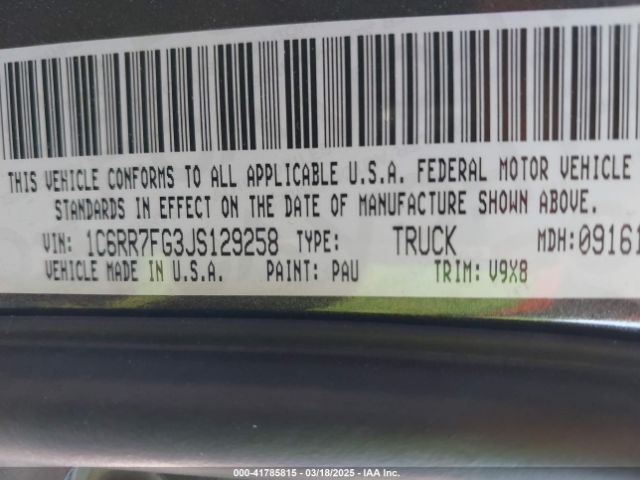 THIS VEHICLE CONFORMS TO ALL APPLICABLE U.S.A. FEDERAL MOTOR VEHICLE
STANDARDS IN EFFECT ON THE DATE OF MANUFACTURE SHOWN ABOVE.
VIN: 1C6RR7FG3JS129258 TYPE: TRUCK MDH:09161
VEHICLE MADE IN U.S.A. PAINT: PAU TRIM: V9X8
000-41785815 - 03/18/2025 - IAA Inc.